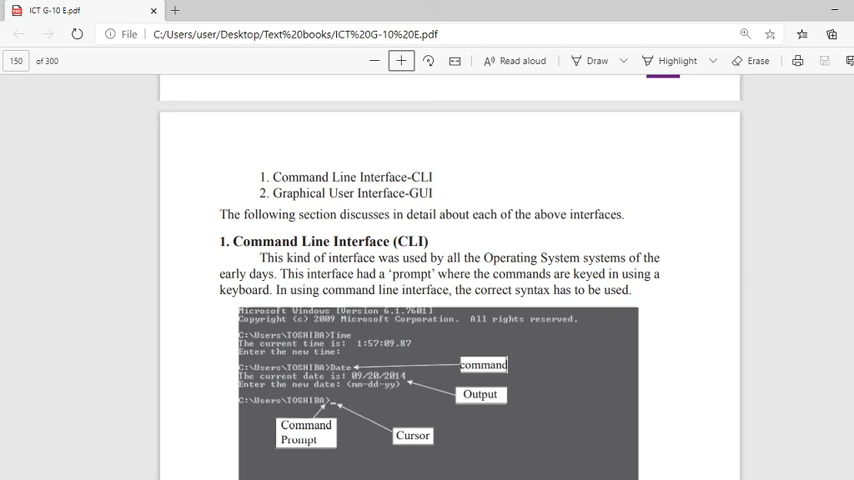 ICT G-10 E.pdf
File C:/Users/user/Desktop/Text%20books/ICT%20G-10%20E.pdf
150 of 300 Read aloud Draw Highlight Erase
1. Command Line Interface-CLI
2. Graphical User Interface-GUI
The following section discusses in detail about each of the above interfaces.
1. Command Line Interface (CLI)
This kind of interface was used by all the Operating System systems of the
early days. This interface had a ‘prompt’ where the commands are keyed in using a
keyboard. In using command line interface, the correct syntax has to be used.
Microsoft Windows [Version 6.1.7601]
Copyright (c) 2009 Microsoft Corporation. All rights reserved.
C:\Users\TOSHIBA>Time
The current time is: 1:57:09.87
Enter the new time:
C:\Users\TOSHIBA>Date
command
The current date is: 09/20/2014
Enter the new date: (mm-dd-yy)
Output
C:\Users\TOSHIBA>_
Command
Prompt
Cursor